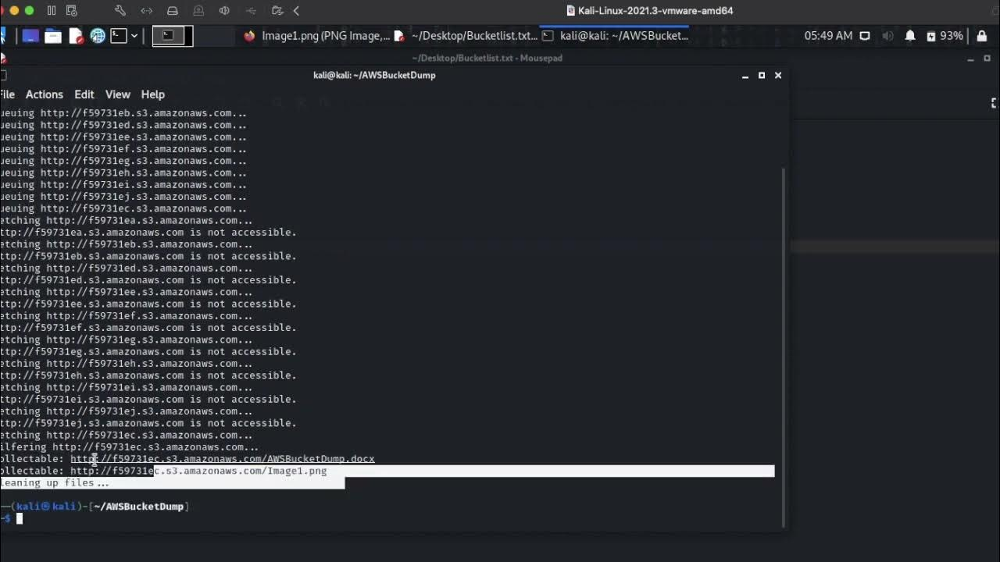 Kali-Linux-2021.3-vmware-amd64
Image1.png (PNG Image,...
~/Desktop/Bucketlist.txt...
kali@kali: ~/AWSBucket...
05:49 AM
93%
~/Desktop/Bucketlist.txt - Mousepad
kali@kali: ~/AWSBucketDump
File Actions Edit View Help
ueuing http://f59731eb.s3.amazonaws.com...
ueuing http://f59731ed.s3.amazonaws.com...
ueuing http://f59731ee.s3.amazonaws.com...
ueuing http://f59731ef.s3.amazonaws.com...
ueuing http://f59731eg.s3.amazonaws.com...
ueuing http://f59731eh.s3.amazonaws.com...
ueuing http://f59731ei.s3.amazonaws.com...
ueuing http://f59731ej.s3.amazonaws.com...
ueuing http://f59731ec.s3.amazonaws.com...
etching http://f59731ea.s3.amazonaws.com...
ttp://f59731ea.s3.amazonaws.com is not accessible.
etching http://f59731eb.s3.amazonaws.com...
ttp://f59731eb.s3.amazonaws.com is not accessible.
etching http://f59731ed.s3.amazonaws.com...
ttp://f59731ed.s3.amazonaws.com is not accessible.
etching http://f59731ee.s3.amazonaws.com...
ttp://f59731ee.s3.amazonaws.com is not accessible.
etching http://f59731ef.s3.amazonaws.com...
ttp://f59731ef.s3.amazonaws.com is not accessible.
etching http://f59731eg.s3.amazonaws.com...
ttp://f59731eg.s3.amazonaws.com is not accessible.
etching http://f59731eh.s3.amazonaws.com...
ttp://f59731eh.s3.amazonaws.com is not accessible.
etching http://f59731ei.s3.amazonaws.com...
ttp://f59731ei.s3.amazonaws.com is not accessible.
etching http://f59731ej.s3.amazonaws.com...
ttp://f59731ej.s3.amazonaws.com is not accessible.
etching http://f59731ec.s3.amazonaws.com...
ilfering http://f59731ec.s3.amazonaws.com...
ollectable: http://f59731ec.s3.amazonaws.com/AWSBucketDump.docx
ollectable: http://f59731ec.s3.amazonaws.com/Image1.png
leaning up files...
(kali㉿kali)-[~/AWSBucketDump]
$